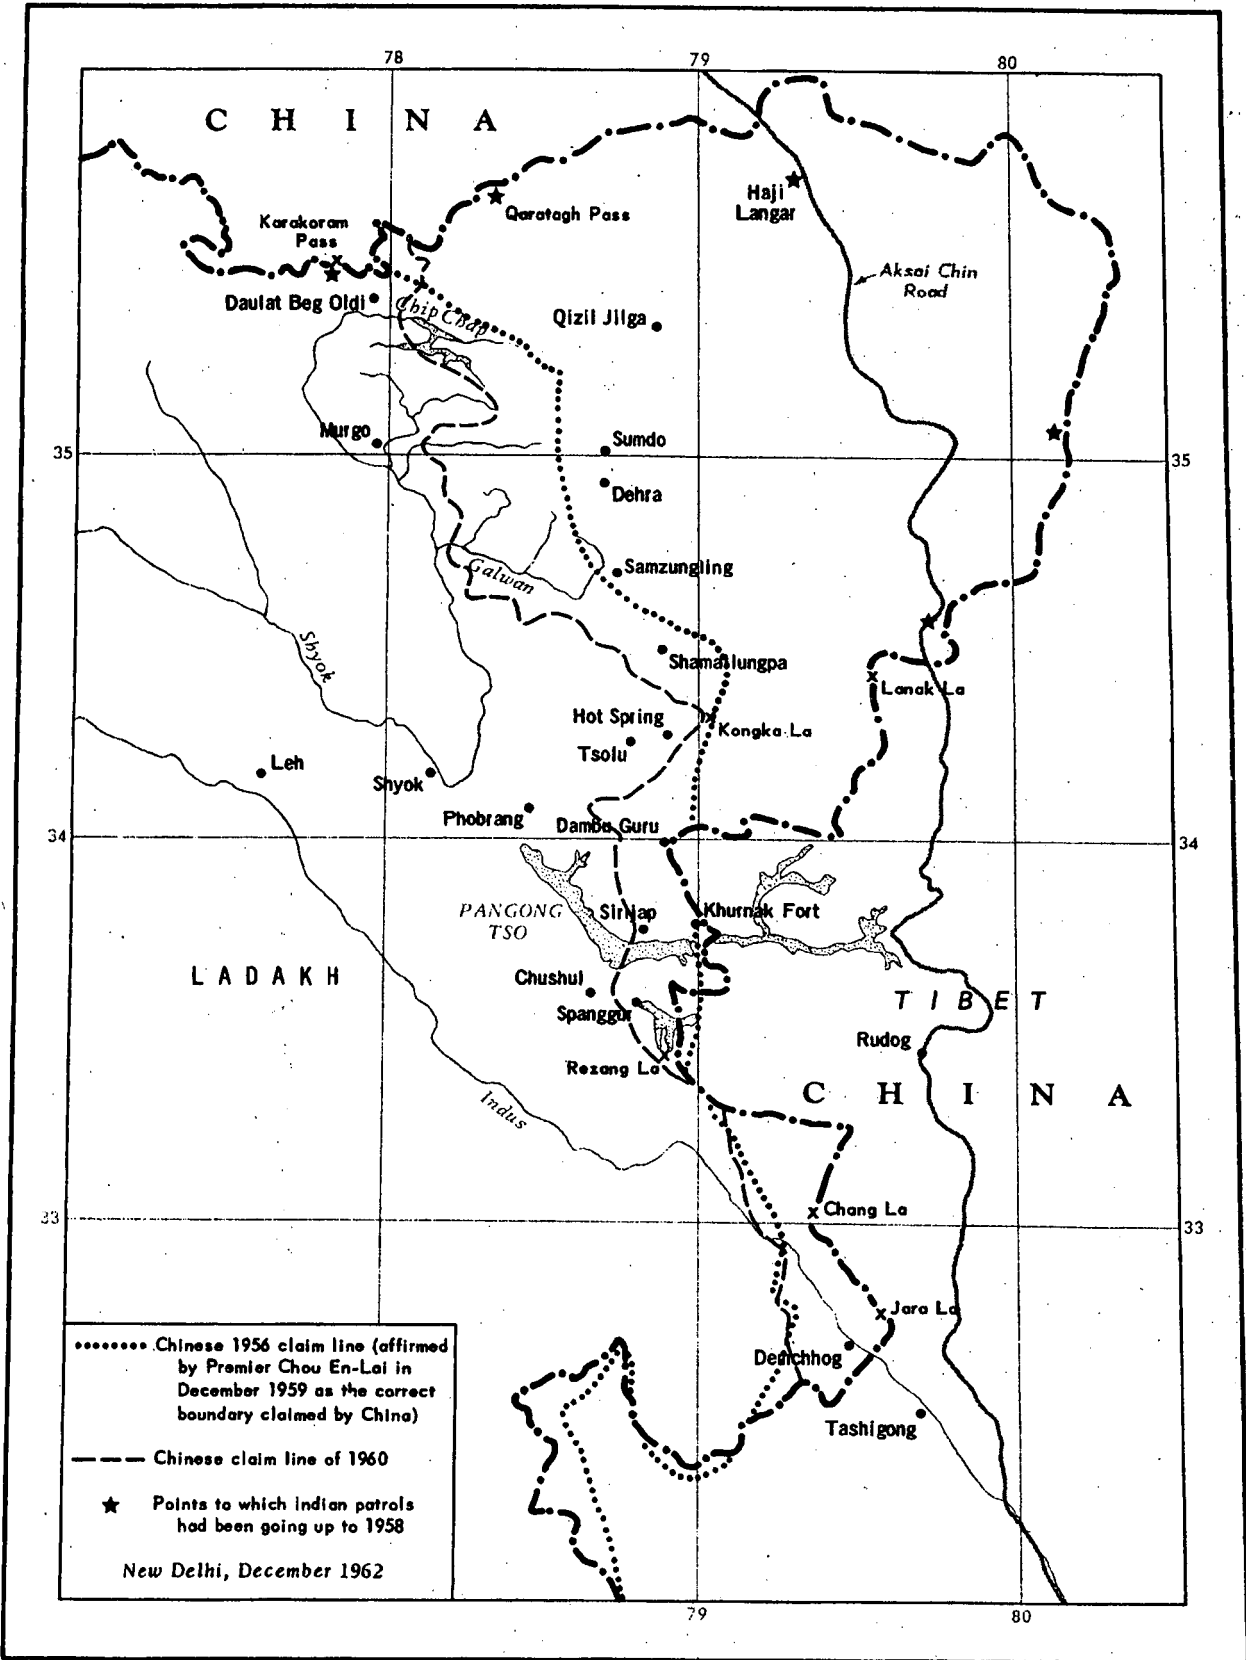 78
79
80
C H I N A
Haji
Langar
Qaratagh Pass
Karakoram
Pass
Aksai Chin
Road
Daulat Beg Oldi
Chip Chap
Qizil Jilga
Murgo
Sumdo
35
35
Dehra
Galwan
Samzungling
Shyok
Shamallungpa
Lanak La
Hot Spring
Kongka La
Tsolu
Leh
Shyok
Phobrang
Dambu Guru
34
34
PANGONG
TSO
Sirijap
Khurnak Fort
LADAKH
Chushul
TIBET
Spanggur
Rudog
Rezang La
C H I N A
Indus
33
Chang La
33
Jara La
Demchhog
Tashigong
Chinese 1956 claim line (affirmed
by Premier Chou En-Lai in
December 1959 as the correct
boundary claimed by China)
Chinese claim line of 1960
Points to which indian patrols
had been going up to 1958
New Delhi, December 1962
79
80